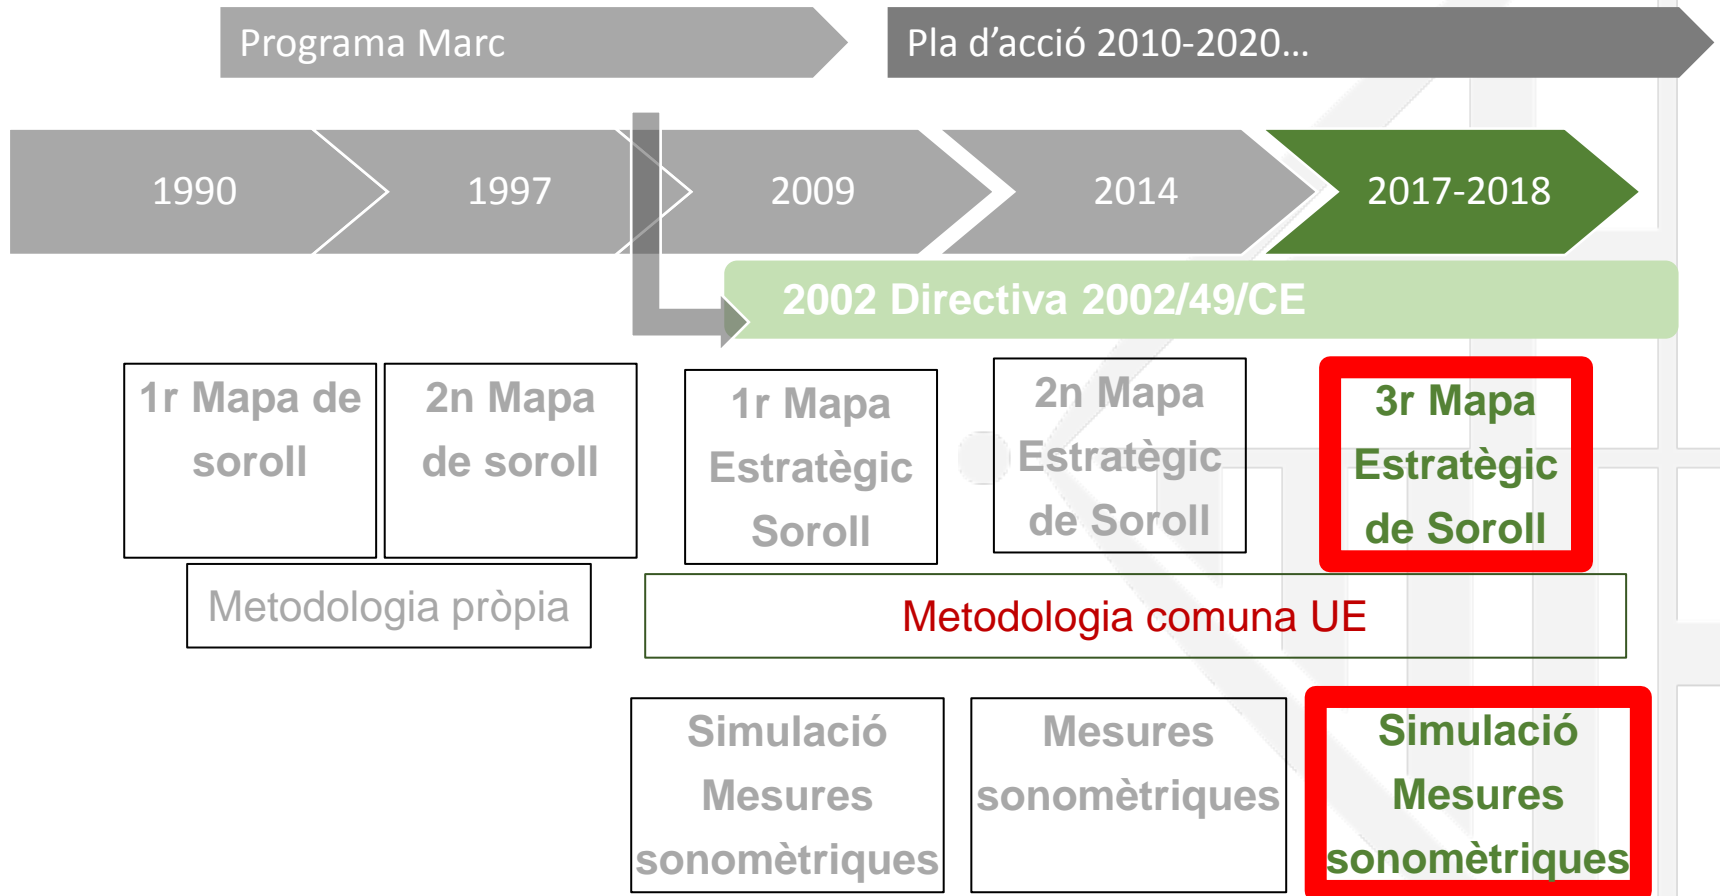 Programa Marc
Pla d’acció 2010-2020…
1990
1997
2009
2014
2017-2018
2002 Directiva 2002/49/CE
1r Mapa de
soroll
2n Mapa
de soroll
1r Mapa
Estratègic
Soroll
2n Mapa
Estratègic
de Soroll
3r Mapa
Estratègic
de Soroll
Metodologia pròpia
Metodologia comuna UE
Simulació
Mesures
sonomètriques
Mesures
sonomètriques
Simulació
Mesures
sonomètriques